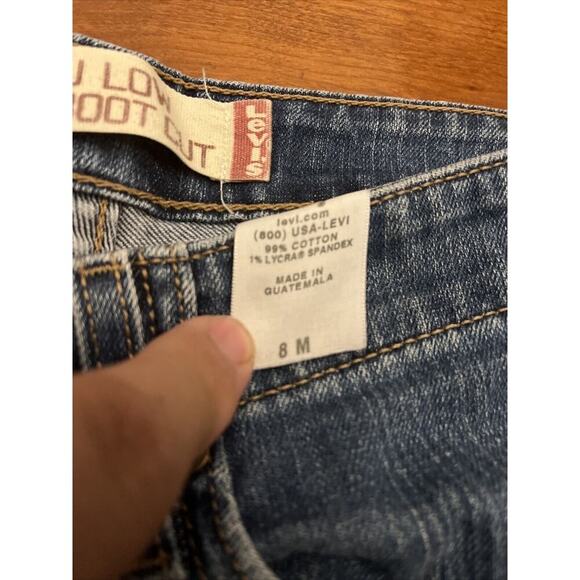 LOW
BOOT CUT
Levi's
levi.com
(800) USA-LEVI
99% COTTON
1% LYCRA® SPANDEX
MADE IN
GUATEMALA
8 M